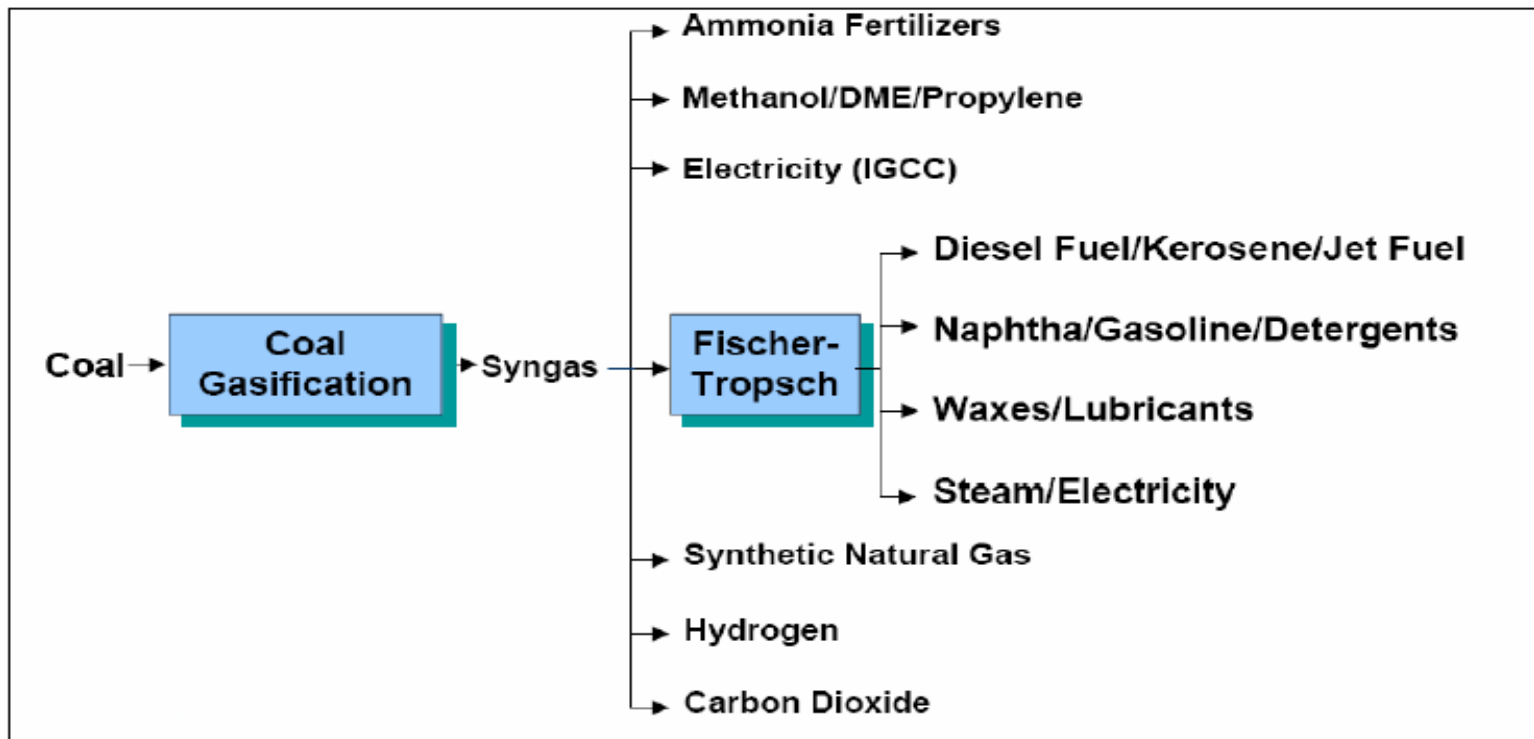 Ammonia Fertilizers
Methanol/DME/Propylene
Electricity (IGCC)
Coal
Coal
Gasification
Syngas
Fischer-
Tropsch
Diesel Fuel/Kerosene/Jet Fuel
Naphtha/Gasoline/Detergents
Waxes/Lubricants
Steam/Electricity
Synthetic Natural Gas
Hydrogen
Carbon Dioxide